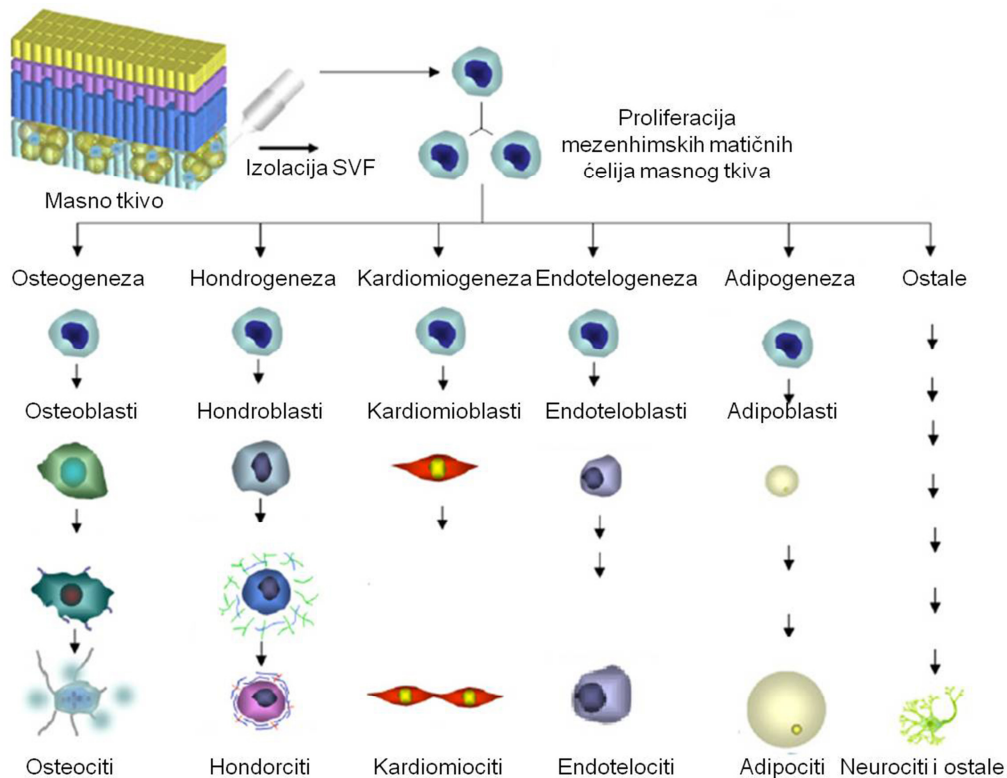 Masno tkivo
Izolacija SVF
Proliferacija
mezenhimskih matičnih
ćelija masnog tkiva
Osteogeneza Hondrogeneza Kardiomiogeneza Endotelogeneza Adipogeneza Ostale
Osteoblasti Hondroblasti Kardiomioblasti Endoteloblasti Adipoblasti
Osteociti Hondorciti Kardiomiociti Endotelociti Adipociti Neurociti i ostale